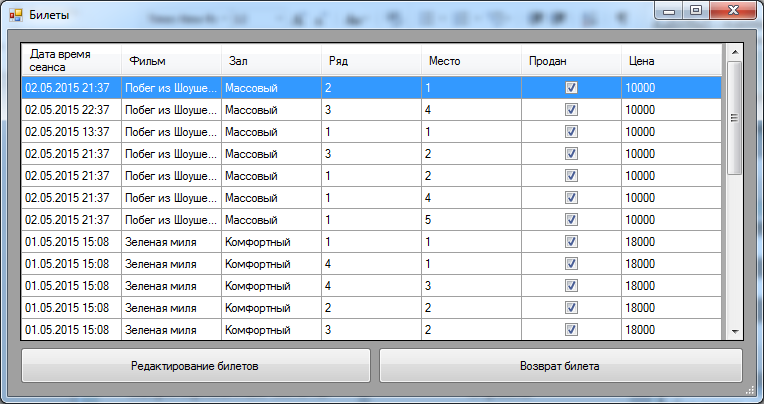 Билеты
Дата время сеанса Фильм Зал Ряд Место Продан Цена
02.05.2015 21:37 Побег из Шоуше... Массовый 2 1 10000
02.05.2015 22:37 Побег из Шоуше... Массовый 3 4 10000
02.05.2015 13:37 Побег из Шоуше... Массовый 1 1 10000
02.05.2015 21:37 Побег из Шоуше... Массовый 3 2 10000
02.05.2015 21:37 Побег из Шоуше... Массовый 1 2 10000
02.05.2015 21:37 Побег из Шоуше... Массовый 1 4 10000
02.05.2015 21:37 Побег из Шоуше... Массовый 1 5 10000
01.05.2015 15:08 Зеленая миля Комфортный 1 1 18000
01.05.2015 15:08 Зеленая миля Комфортный 4 1 18000
01.05.2015 15:08 Зеленая миля Комфортный 4 3 18000
01.05.2015 15:08 Зеленая миля Комфортный 2 2 18000
01.05.2015 15:08 Зеленая миля Комфортный 3 2 18000
Редактирование билетов Возврат билета